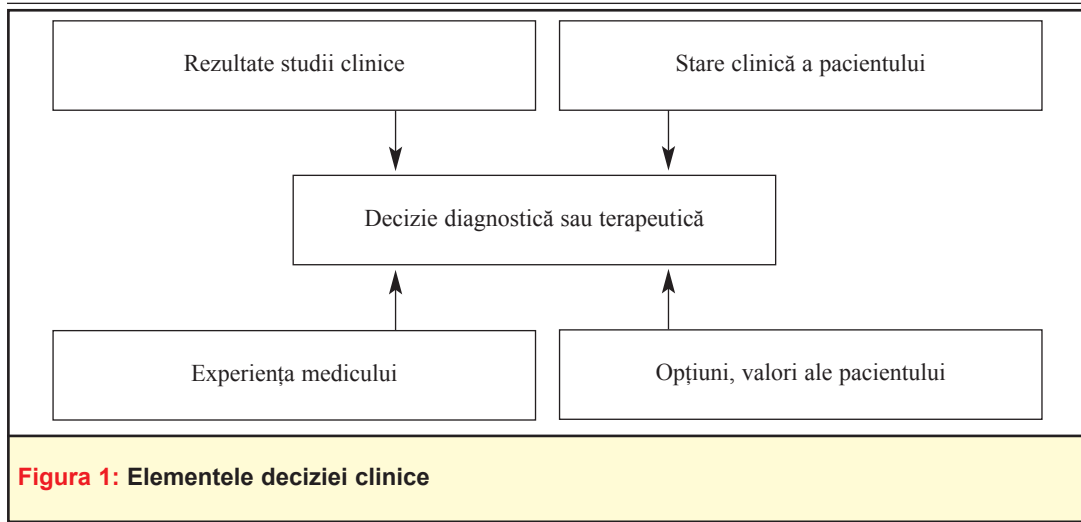 Rezultate studii clinice
Stare clinică a pacientului
Decizie diagnostică sau terapeutică
Experiența medicului
Opțiuni, valori ale pacientului
Figura 1: Elementele deciziei clinice